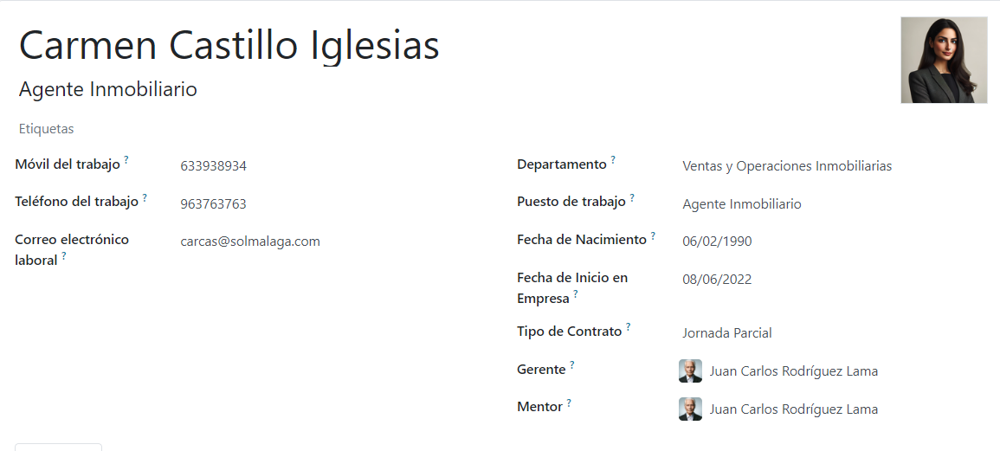 Carmen Castillo Iglesias
Agente Inmobiliario
Etiquetas
Móvil del trabajo ? 633938934
Teléfono del trabajo ? 963763763
Correo electrónico
laboral ? carcas@solmalaga.com
Departamento ? Ventas y Operaciones Inmobiliarias
Puesto de trabajo ? Agente Inmobiliario
Fecha de Nacimiento ? 06/02/1990
Fecha de Inicio en
Empresa ? 08/06/2022
Tipo de Contrato ? Jornada Parcial
Gerente ? Juan Carlos Rodríguez Lama
Mentor ? Juan Carlos Rodríguez Lama